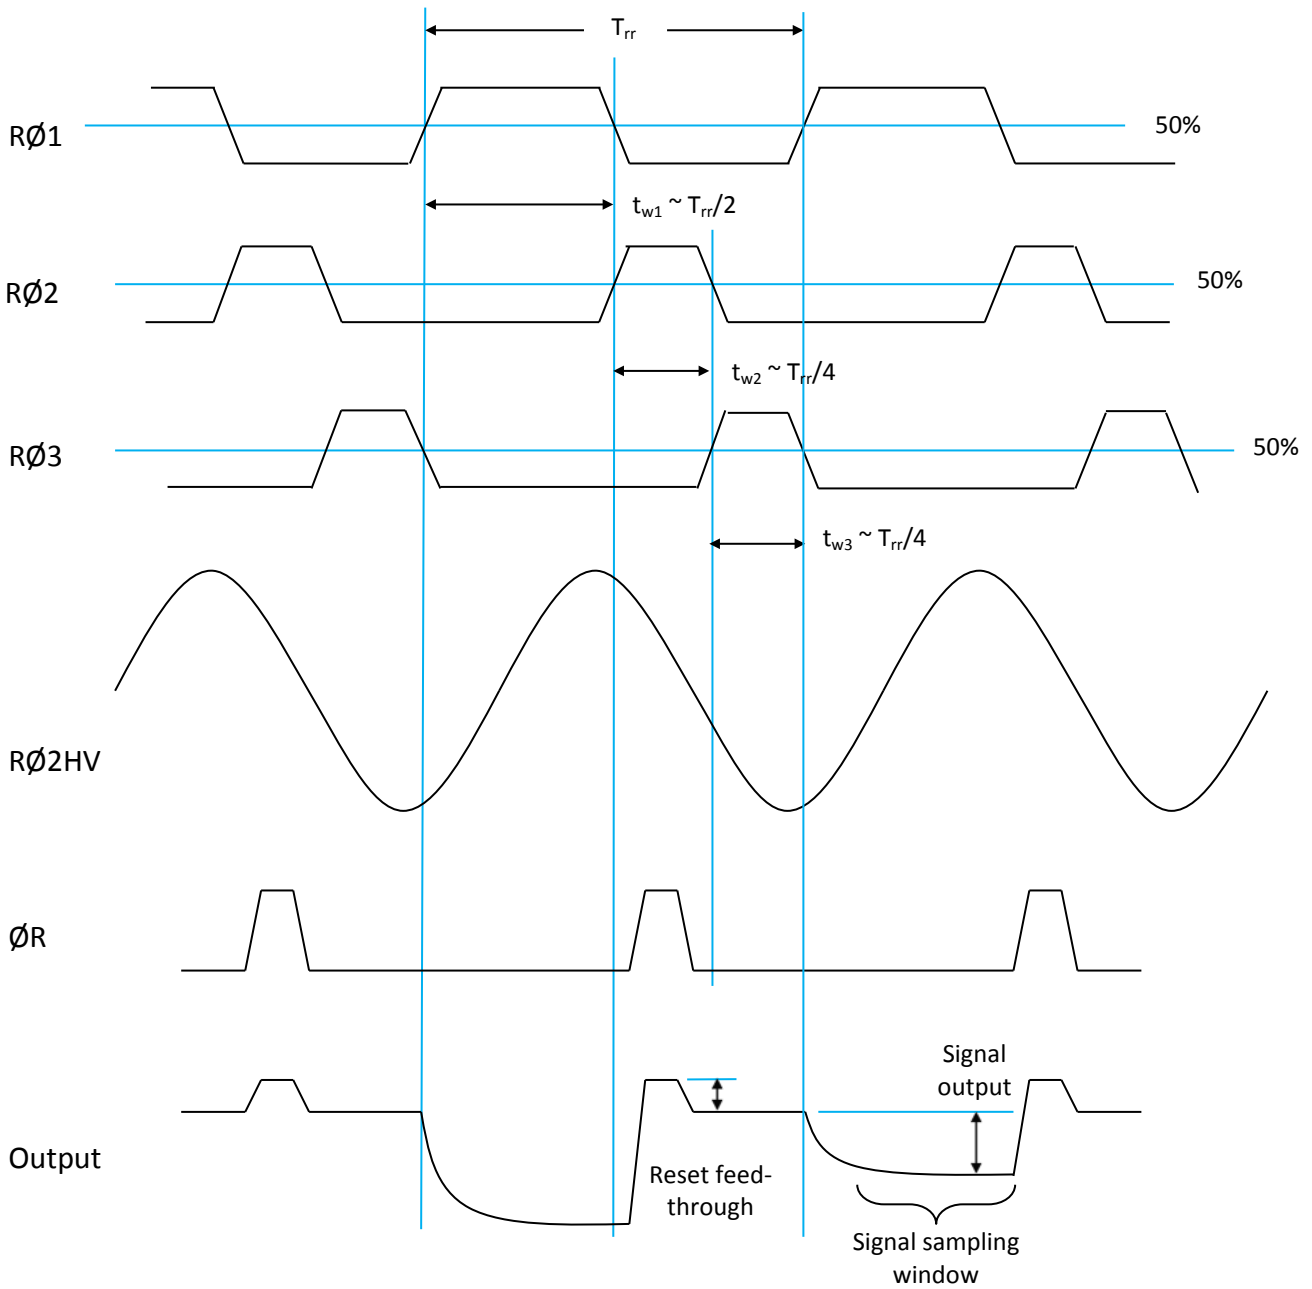 Trr
RØ1
50%
tw1 ~ Trr/2
RØ2
50%
tw2 ~ Trr/4
RØ3
50%
tw3 ~ Trr/4
RØ2HV
ØR
Signal
output
Output
Reset feed-
through
Signal sampling
window